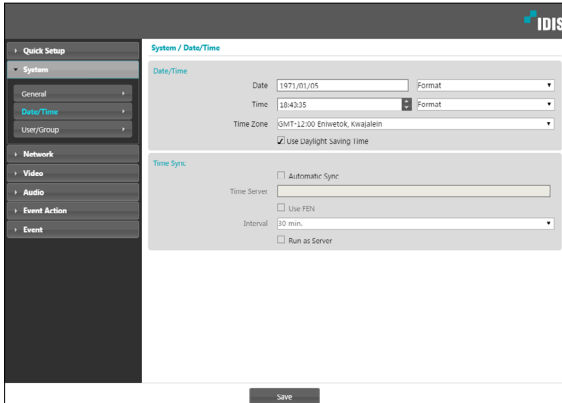 IDIS
Quick Setup
System
General
Date/Time
User/Group
Network
Video
Audio
Event Action
Event
System / Date/Time
Date/Time
Date 1971/01/05 Format
Time 18:43:35 Format
Time Zone GMT-12:00 Eniwetok, Kwajalein
Use Daylight Saving Time
Time Sync
Automatic Sync
Time Server
Use FEN
Interval 30 min.
Run as Server
Save